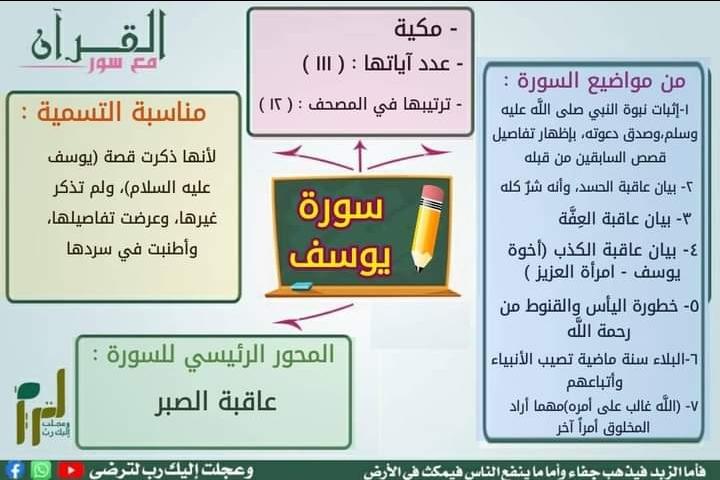 القرآن
مع سور
- مكية
- عدد آياتها : ( ١١١ )
- ترتيبها في المصحف : ( ١٢ )
من مواضيع السورة :
١-إثبات نبوة النبي صلى الله عليه
وسلم،وصدق دعوته، بإظهار تفاصيل
قصص السابقين من قبله
٢- بيان عاقبة الحسد، وأنه شرٌ كله
٣- بيان عاقبة العِفَّة
٤- بيان عاقبة الكذب (أخوة
يوسف - امرأة العزيز )
٥- خطورة اليأس والقنوط من
رحمة اللَّه
٦-البلاء سنة ماضية تصيب الأنبياء
وأتباعهم
٧- (اللَّه غالب على أمره)مهما أراد
المخلوق أمراً آخر
مناسبة التسمية :
لأنها ذكرت قصة (يوسف
عليه السلام)، ولم تذكر
غيرها، وعرضت تفاصيلها،
وأطنبت في سردها
سورة
يوسف
المحور الرئيسي للسورة :
عاقبة الصبر
وعجلت
إليك رب
لترضى
فأما الزبد فيذهب جفاء وأما ما ينفع الناس فيمكث في الأرض
وعجلت إليك رب لترضى